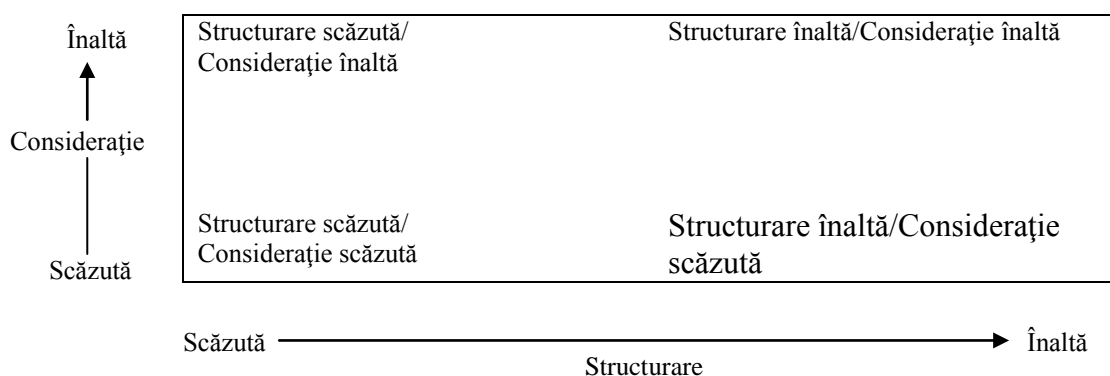 Înaltă
Consideraţie
Scăzută
Structurare scăzută/
Consideraţie înaltă
Structurare înaltă/Consideraţie înaltă
Structurare scăzută/
Consideraţie scăzută
Structurare înaltă/Consideraţie
scăzută
Scăzută
Înaltă
Structurare